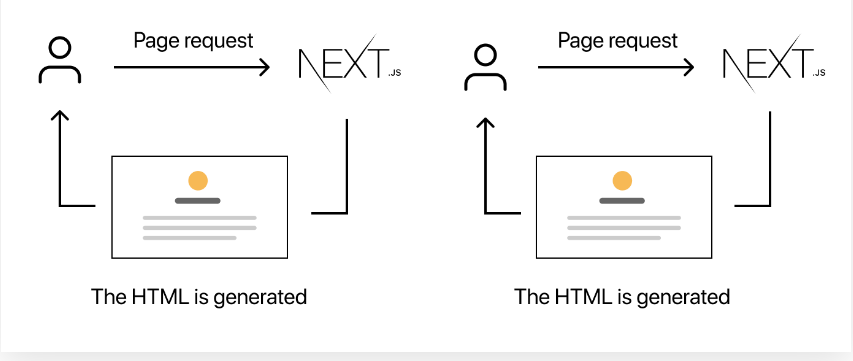 Page request
NEXT.JS
The HTML is generated
Page request
NEXT.JS
The HTML is generated